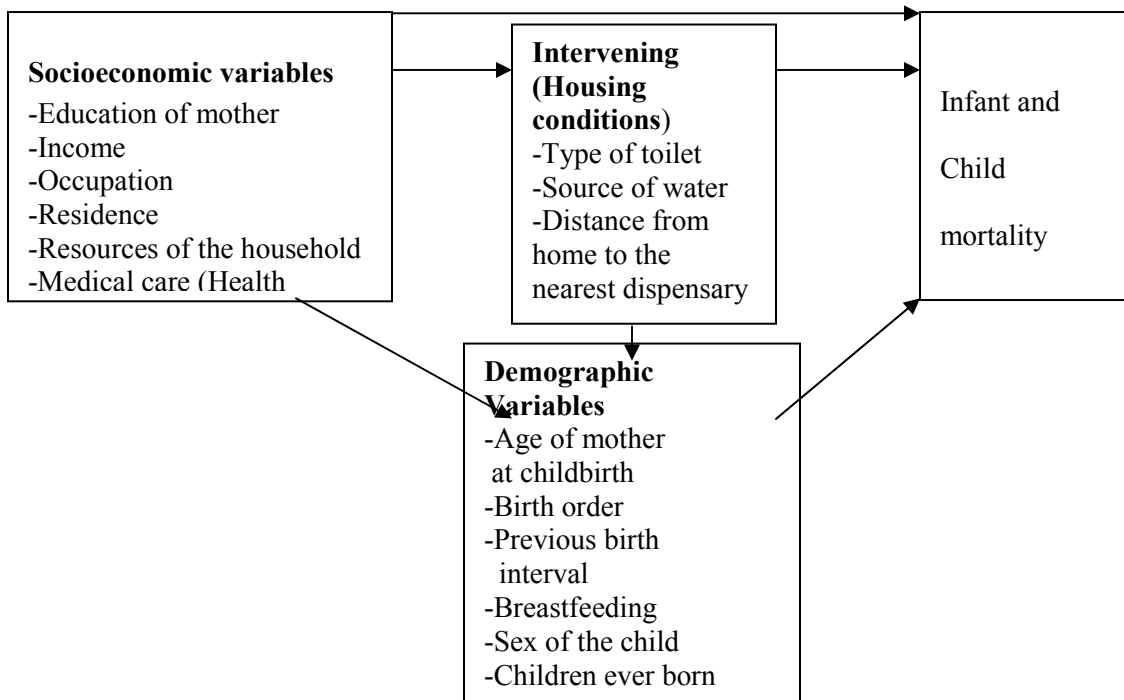 Socioeconomic variables
-Education of mother
-Income
-Occupation
-Residence
-Resources of the household
-Medical care (Health
Intervening
(Housing
conditions)
-Type of toilet
-Source of water
-Distance from
home to the
nearest dispensary
Infant and
Child
mortality
Demographic
Variables
-Age of mother
at childbirth
-Birth order
-Previous birth
interval
-Breastfeeding
-Sex of the child
-Children ever born